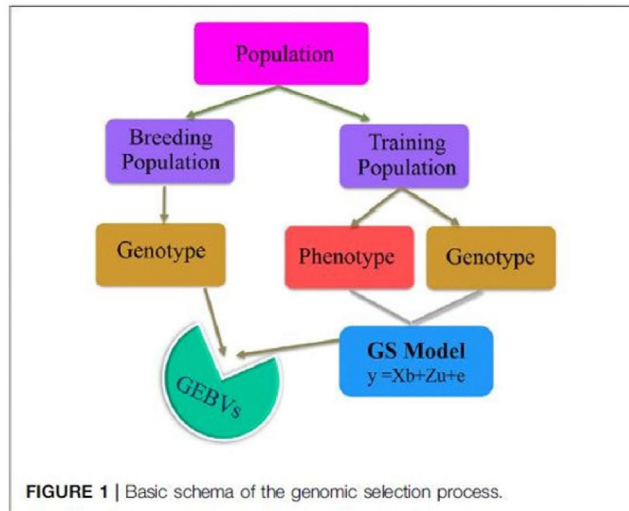 Population
Breeding
Population
Training
Population
Genotype
Phenotype
Genotype
GS Model
y =Xb+Zu+e
GEBVs
FIGURE 1 | Basic schema of the genomic selection process.